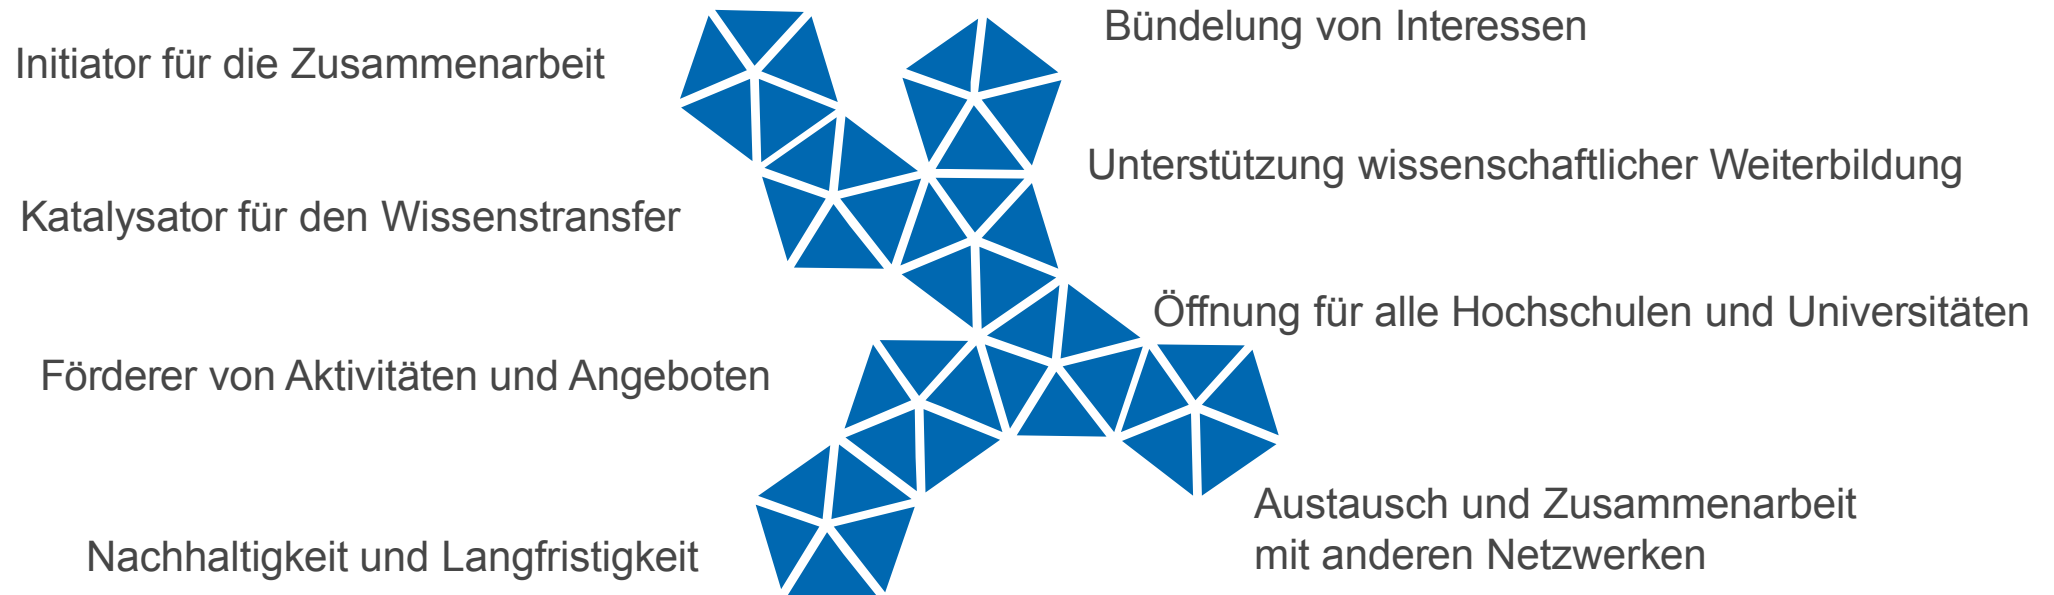 Initiator für die Zusammenarbeit
Katalysator für den Wissenstransfer
Förderer von Aktivitäten und Angeboten
Nachhaltigkeit und Langfristigkeit
Bündelung von Interessen
Unterstützung wissenschaftlicher Weiterbildung
Öffnung für alle Hochschulen und Universitäten
Austausch und Zusammenarbeit
mit anderen Netzwerken